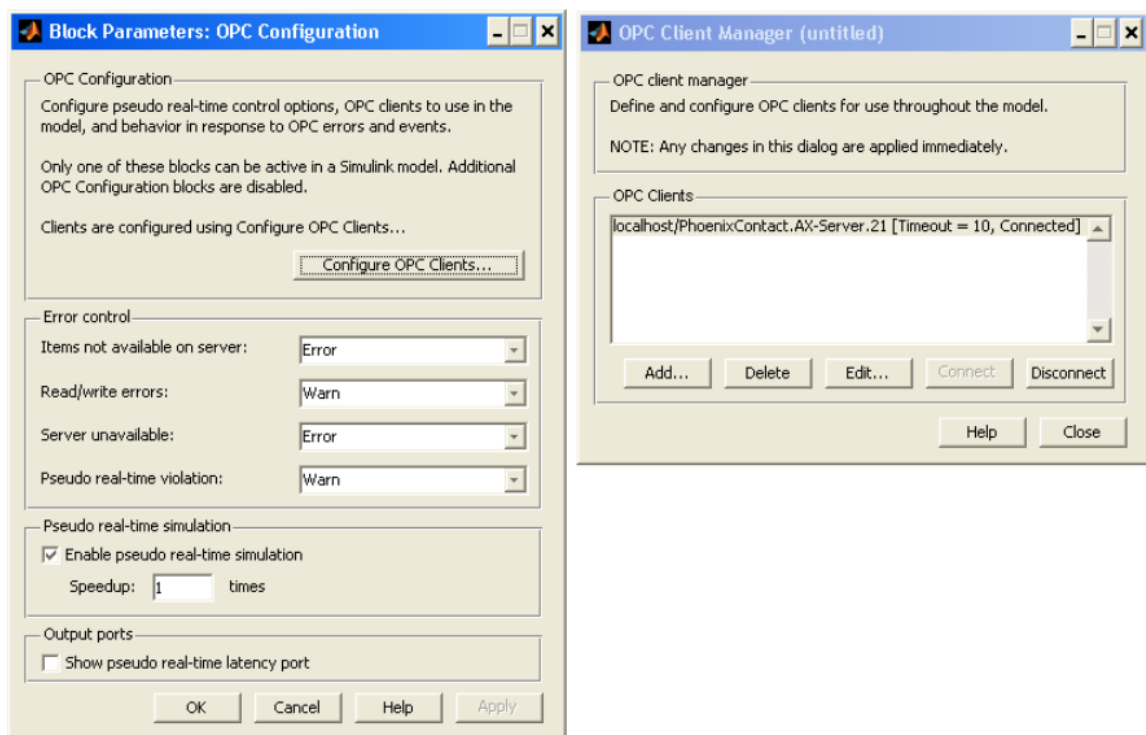 Block Parameters: OPC Configuration
OPC Configuration
Configure pseudo real-time control options, OPC clients to use in the
model, and behavior in response to OPC errors and events.
Only one of these blocks can be active in a Simulink model. Additional
OPC Configuration blocks are disabled.
Clients are configured using Configure OPC Clients...
Configure OPC Clients...
Error control
Items not available on server: Error
Read/write errors: Warn
Server unavailable: Error
Pseudo real-time violation: Warn
Pseudo real-time simulation
Enable pseudo real-time simulation
Speedup: 1 times
Output ports
Show pseudo real-time latency port
OK Cancel Help Apply
OPC Client Manager (untitled)
OPC client manager
Define and configure OPC clients for use throughout the model.
NOTE: Any changes in this dialog are applied immediately.
OPC Clients
localhost/PhoenixContact.AX-Server.21 [Timeout = 10, Connected]
Add... Delete Edit... Connect Disconnect
Help Close